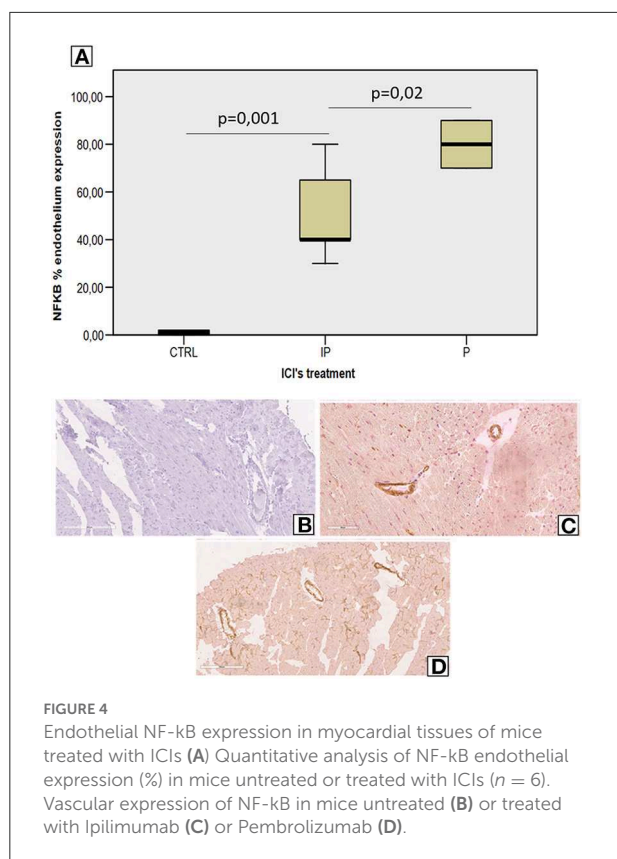 A
p=0,02
p=0,001
NFKB % endothelium expression
100,00
80,00
60,00
40,00
20,00
0,00
CTRL
IP
P
ICI's treatment
B
C
D
FIGURE 4
Endothelial NF-kB expression in myocardial tissues of mice
treated with ICIs (A) Quantitative analysis of NF-kB endothelial
expression (%) in mice untreated or treated with ICIs (n = 6).
Vascular expression of NF-kB in mice untreated (B) or treated
with Ipilimumab (C) or Pembrolizumab (D).